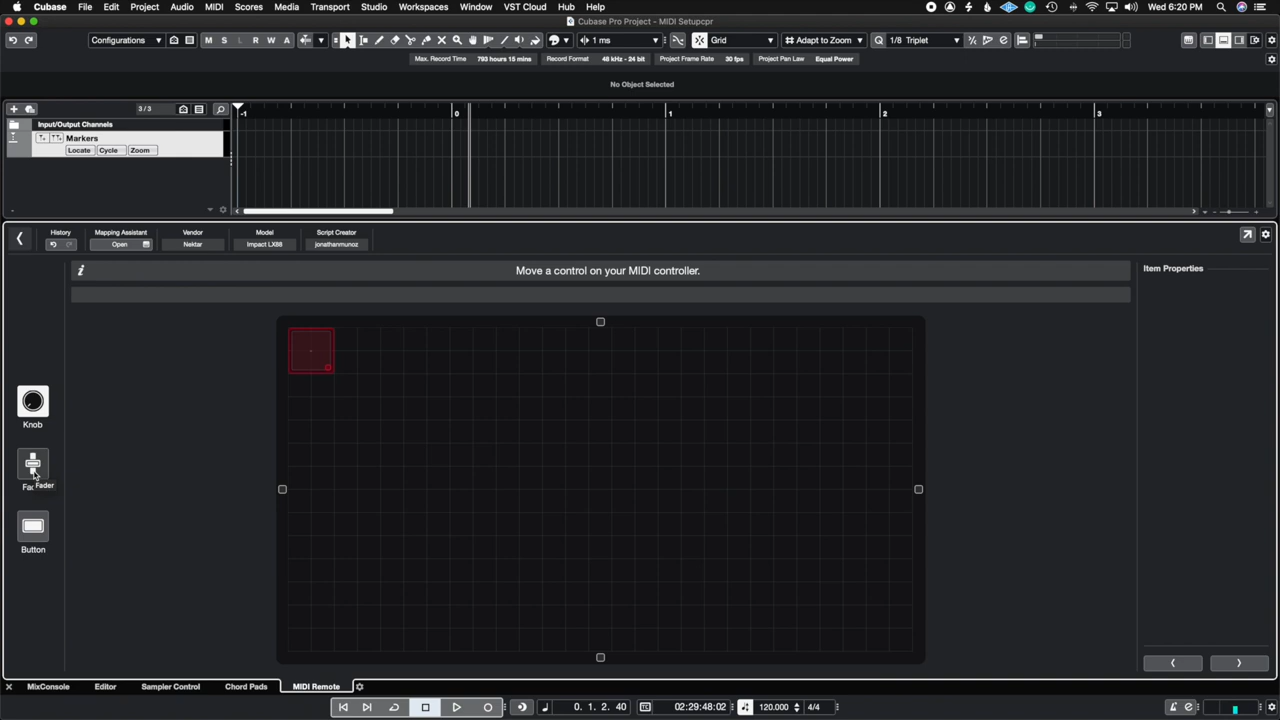 Cubase File Edit Project Audio MIDI Scores Media Transport Studio Workspaces Window VST Cloud Hub Help Wed 6:20 PM
Cubase Pro Project - MIDI Setupcpr
Configurations M S L R W A 1 ms Grid Adapt to Zoom Q 1/8 Triplet
Max. Record Time 793 hours 15 mins Record Format 48 kHz - 24 bit Project Frame Rate 30 fps Project Pan Law Equal Power
No Object Selected
3/3 -1 0 1 2 3
Input/Output Channels
Markers
Locate Cycle Zoom
History Mapping Assistant Vendor Model Script Creator
Open Nektar Impact LX88 jonathanmunoz
Move a control on your MIDI controller.
Item Properties
Knob
Fader
Button
MixConsole Editor Sampler Control Chord Pads MIDI Remote
0. 1. 2. 40 02:29:48:02 120.000 4/4